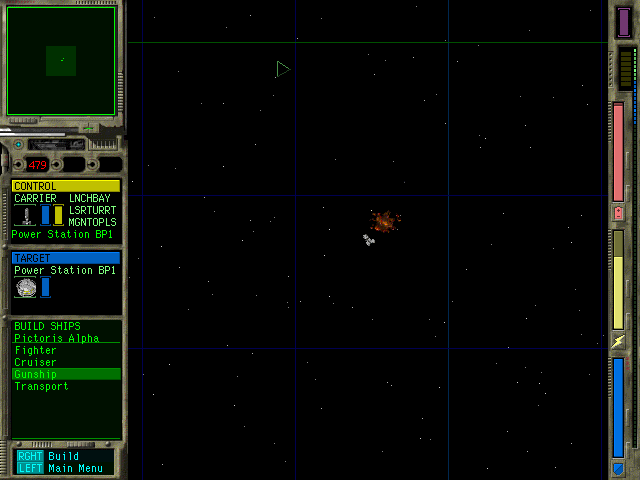 479
CONTROL
CARRIER LNCHBAY
LSRTURRT
MGNTOPLS
Power Station BP1
TARGET
Power Station BP1
BUILD SHIPS
Pictoris Alpha
Fighter
Cruiser
Gunship
Transport
RGHT Build
LEFT Main Menu